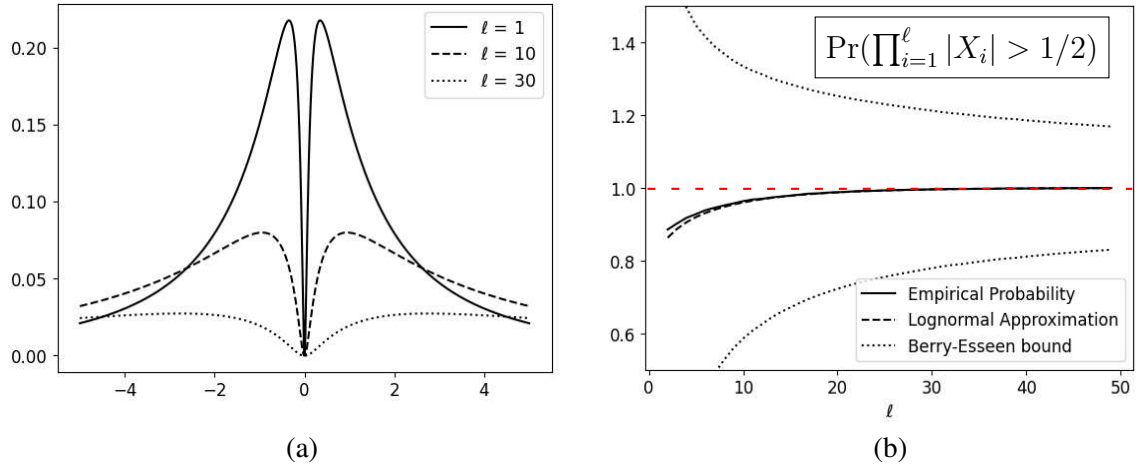 0.20
0.15
0.10
0.05
0.00
−4
−2
0
2
4
ℓ = 1
ℓ = 10
ℓ = 30
(a)
1.4
1.2
1.0
0.8
0.6
0
10
20
30
40
50
Pr(∏_{i=1}^{ℓ} |X_i| > 1/2)
Empirical Probability
Lognormal Approximation
Berry-Esseen bound
ℓ
(b)